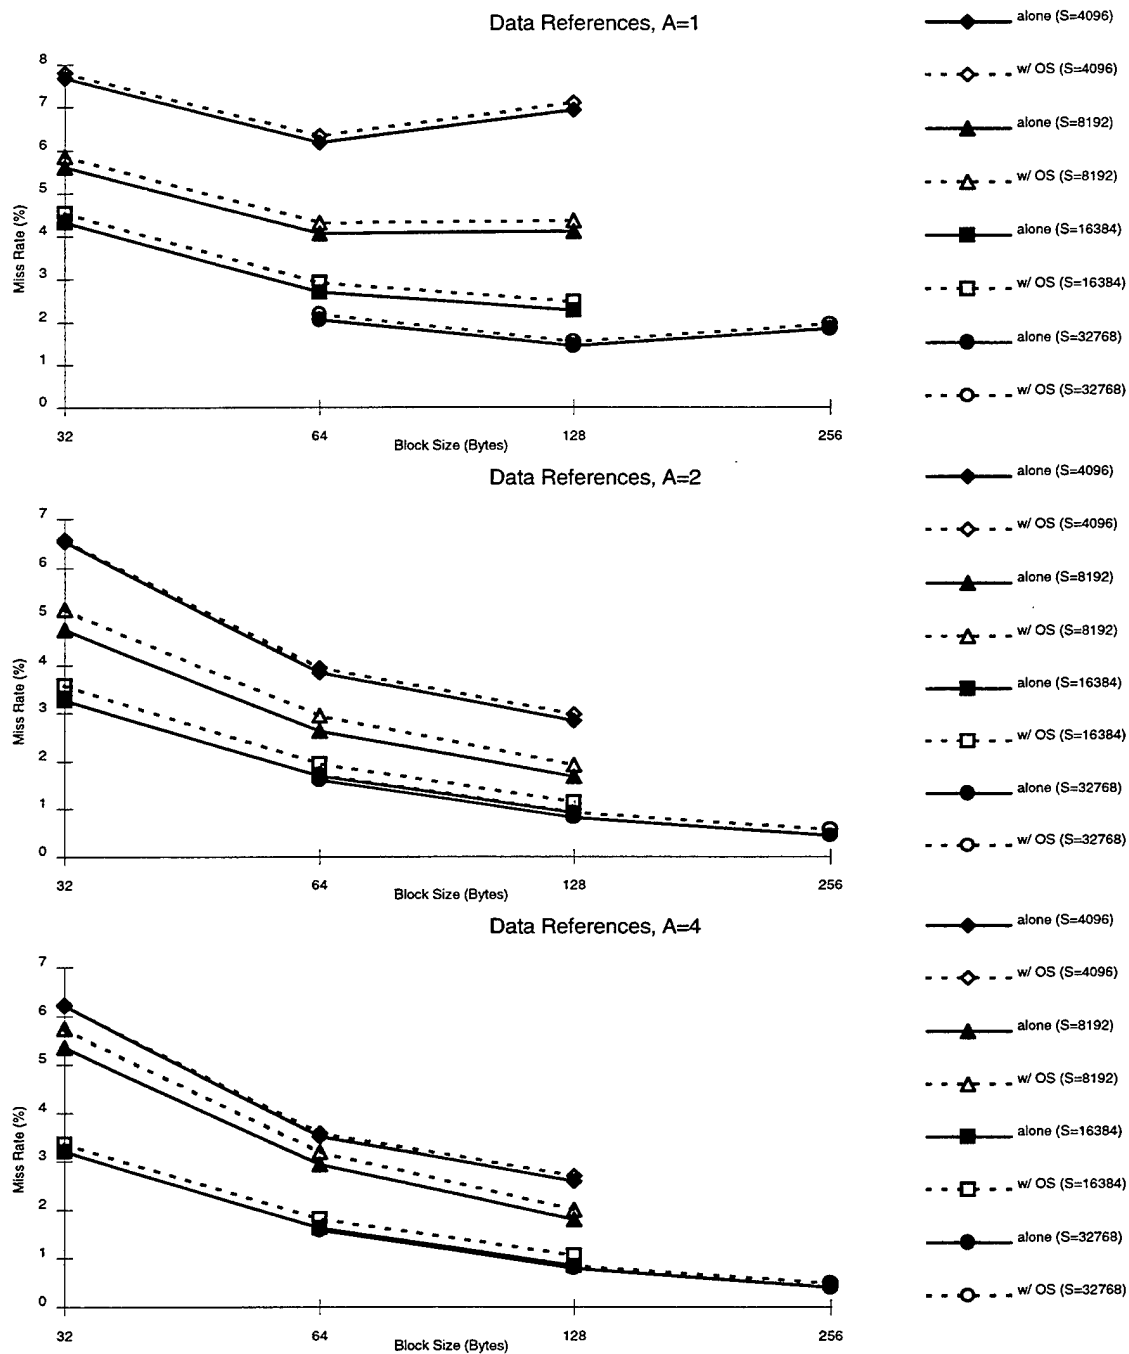 Data References, A=1
alone (S=4096)
w/ OS (S=4096)
alone (S=8192)
w/ OS (S=8192)
alone (S=16384)
w/ OS (S=16384)
alone (S=32768)
w/ OS (S=32768)
Miss Rate (%)
8
7
6
5
4
3
2
1
0
32
64
128
256
Block Size (Bytes)
Data References, A=2
alone (S=4096)
w/ OS (S=4096)
alone (S=8192)
w/ OS (S=8192)
alone (S=16384)
w/ OS (S=16384)
alone (S=32768)
w/ OS (S=32768)
Miss Rate (%)
7
6
5
4
3
2
1
0
32
64
128
256
Block Size (Bytes)
Data References, A=4
alone (S=4096)
w/ OS (S=4096)
alone (S=8192)
w/ OS (S=8192)
alone (S=16384)
w/ OS (S=16384)
alone (S=32768)
w/ OS (S=32768)
Miss Rate (%)
7
6
5
4
3
2
1
0
32
64
128
256
Block Size (Bytes)